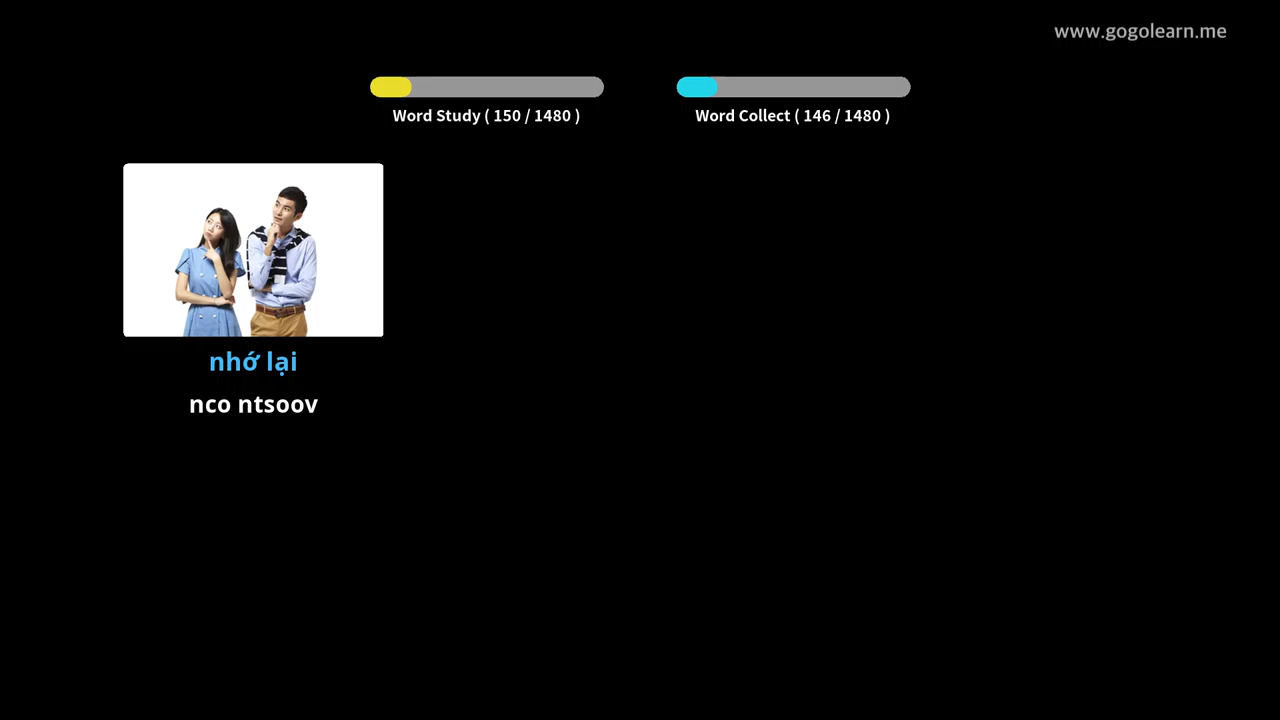 www.gogolearn.me
Word Study ( 150 / 1480 )
Word Collect ( 146 / 1480 )
nhớ lại
nco ntsoov